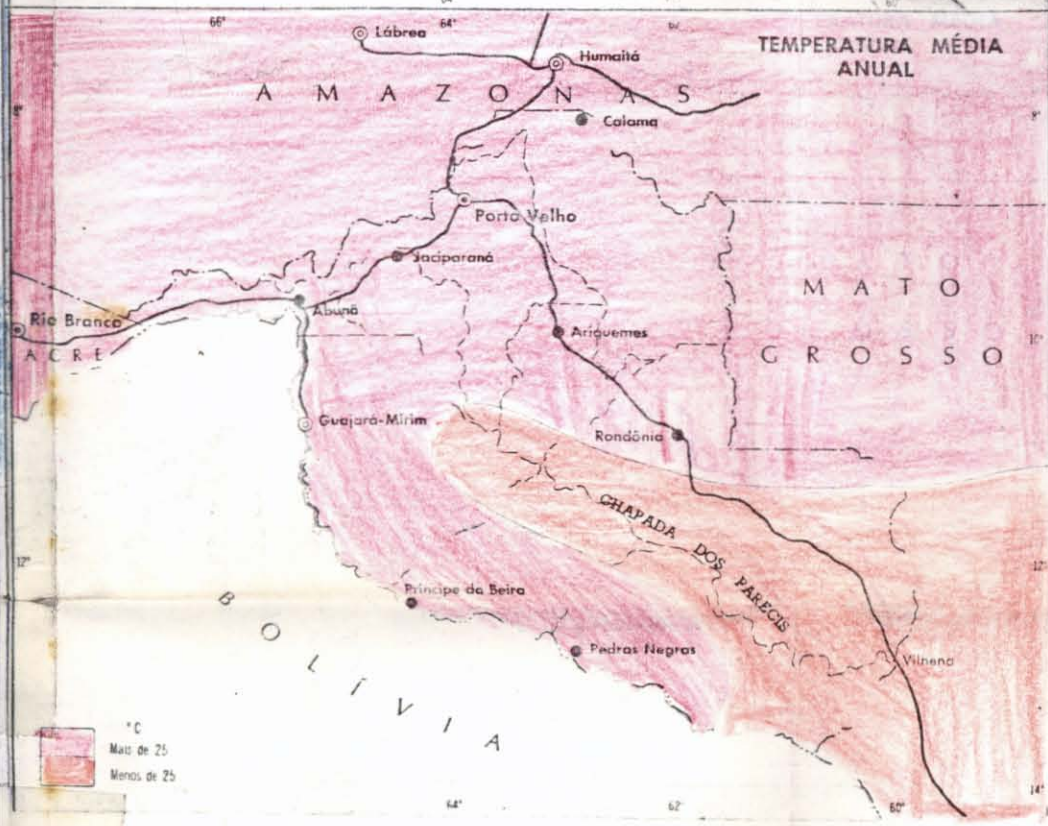 66°
64°
62°
TEMPERATURA MÉDIA
ANUAL
Lábrea
Humaitá
AMAZONAS
8°
8°
Calama
Porto Velho
Jaciparaná
MATO
Abunã
Rio Branco
Ariquemes
10°
ACRE
GROSSO
Guajará-Mirim
Rondônia
CHAPADA DOS PARECIS
12°
12°
Príncipe da Beira
BOLÍVIA
Pedras Negras
Vilhena
°C
Mais de 25
Menos de 25
64°
62°
60°
14°